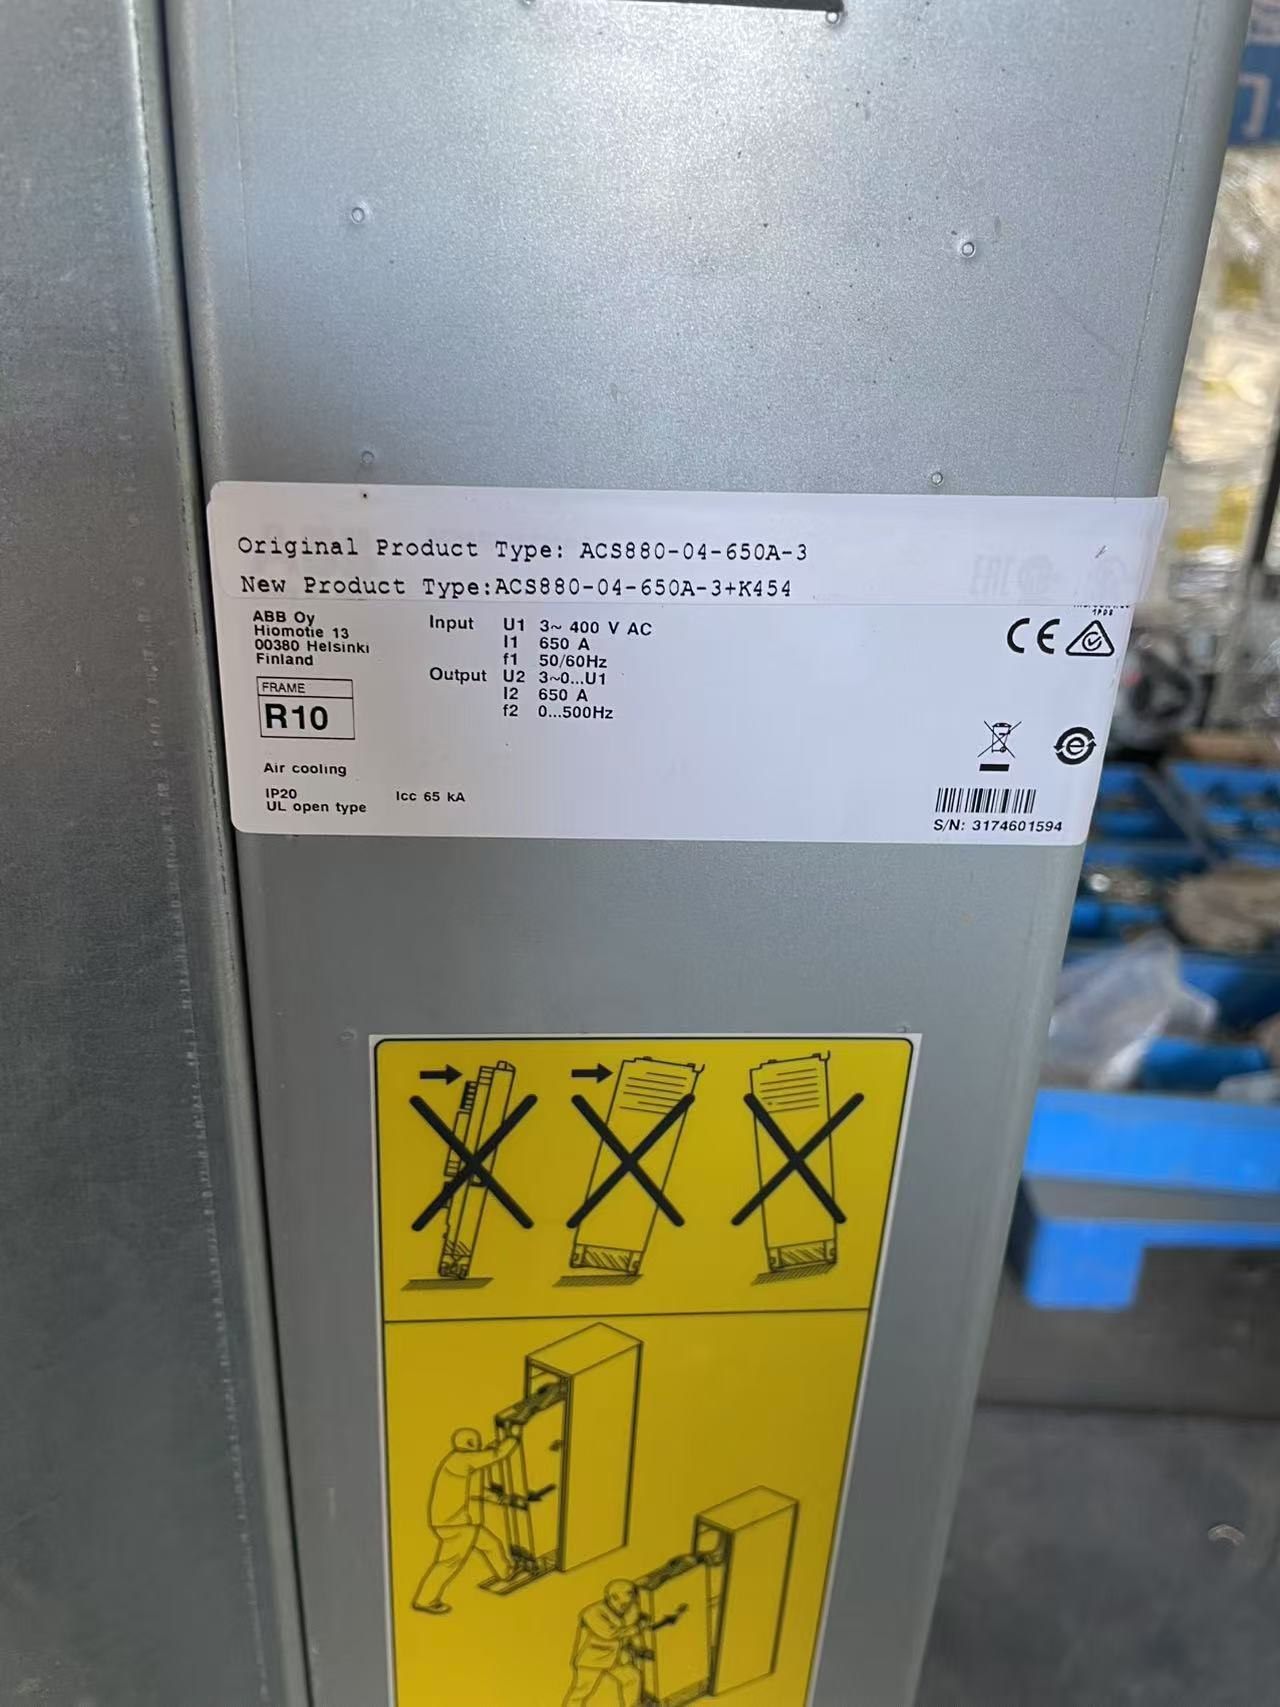 Original Product Type: ACS880-04-650A-3
New Product Type:ACS880-04-650A-3+K454
ABB Oy
Hiomotie 13
00380 Helsinki
Finland
FRAME
R10
Air cooling
IP20
UL open type
Icc 65 kA
Input U1 3~ 400 V AC
I1 650 A
f1 50/60Hz
Output U2 3~0...U1
I2 650 A
f2 0...500Hz
CE
S/N: 3174601594